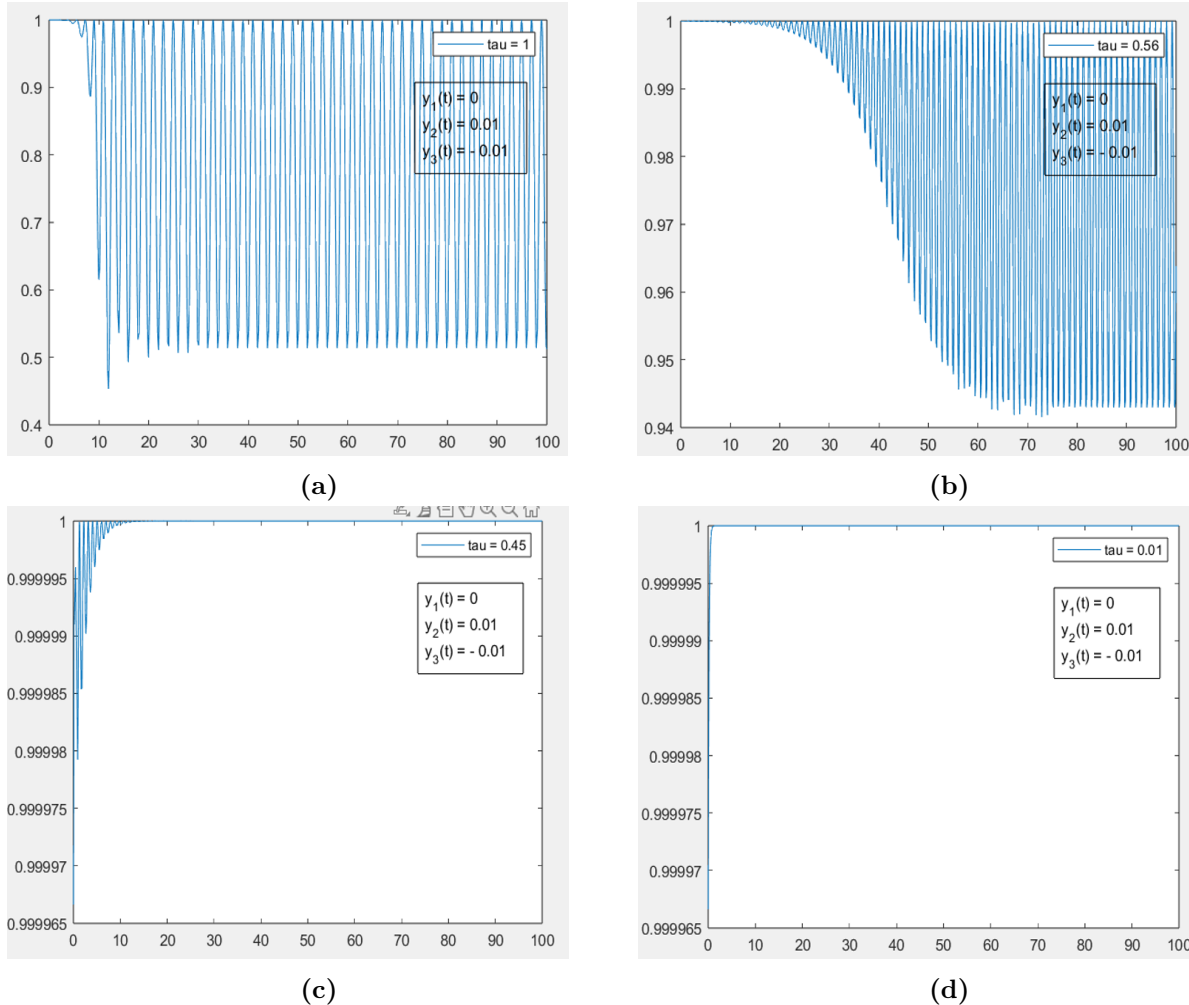 1
0.9
0.8
0.7
0.6
0.5
0.4
0 10 20 30 40 50 60 70 80 90 100
tau = 1
y1(t) = 0
y2(t) = 0.01
y3(t) = - 0.01
(a)
1
0.99
0.98
0.97
0.96
0.95
0.94
0 10 20 30 40 50 60 70 80 90 100
tau = 0.56
y1(t) = 0
y2(t) = 0.01
y3(t) = - 0.01
(b)
1
0.999995
0.99999
0.999985
0.99998
0.999975
0.99997
0.999965
0 10 20 30 40 50 60 70 80 90 100
tau = 0.45
y1(t) = 0
y2(t) = 0.01
y3(t) = - 0.01
(c)
1
0.999995
0.99999
0.999985
0.99998
0.999975
0.99997
0.999965
0 10 20 30 40 50 60 70 80 90 100
tau = 0.01
y1(t) = 0
y2(t) = 0.01
y3(t) = - 0.01
(d)